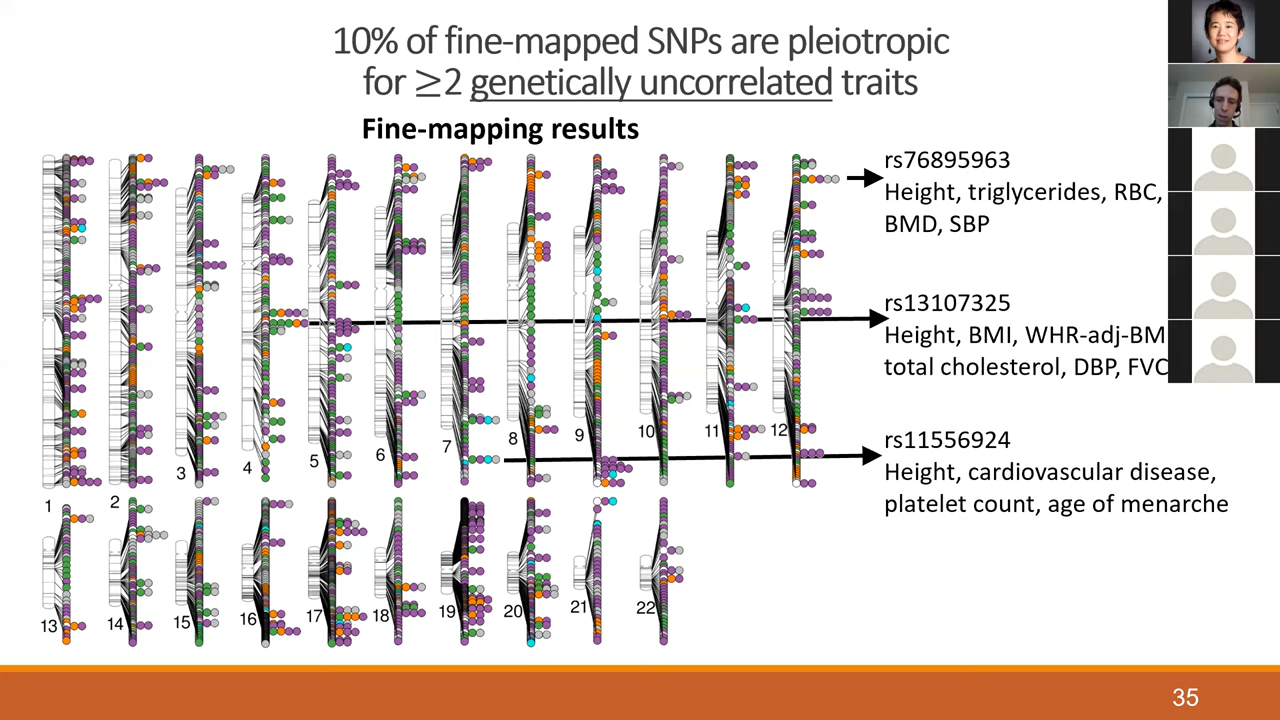 10% of fine-mapped SNPs are pleiotropic
for ≥2 genetically uncorrelated traits
Fine-mapping results
rs76895963
Height, triglycerides, RBC,
BMD, SBP
rs13107325
Height, BMI, WHR-adj-BM
total cholesterol, DBP, FVC
rs11556924
Height, cardiovascular disease,
platelet count, age of menarche
1
2
3
4
5
6
7
8
9
10
11
12
13
14
15
16
17
18
19
20
21
22
35